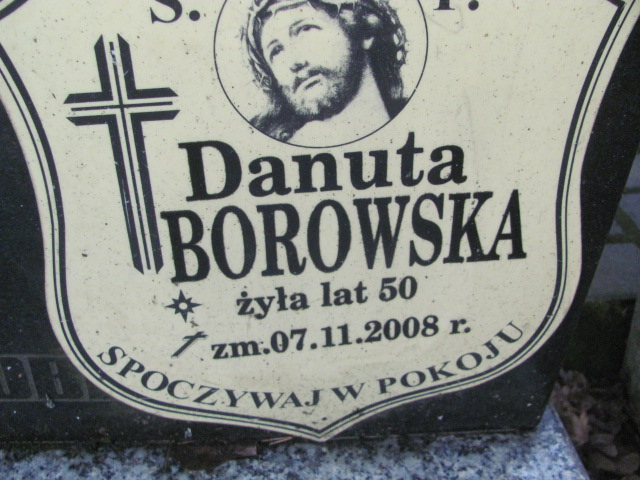 Ś. P.
Danuta
BOROWSKA
żyła lat 50
zm.07.11.2008 r.
SPOCZYWAJ W POKOJU